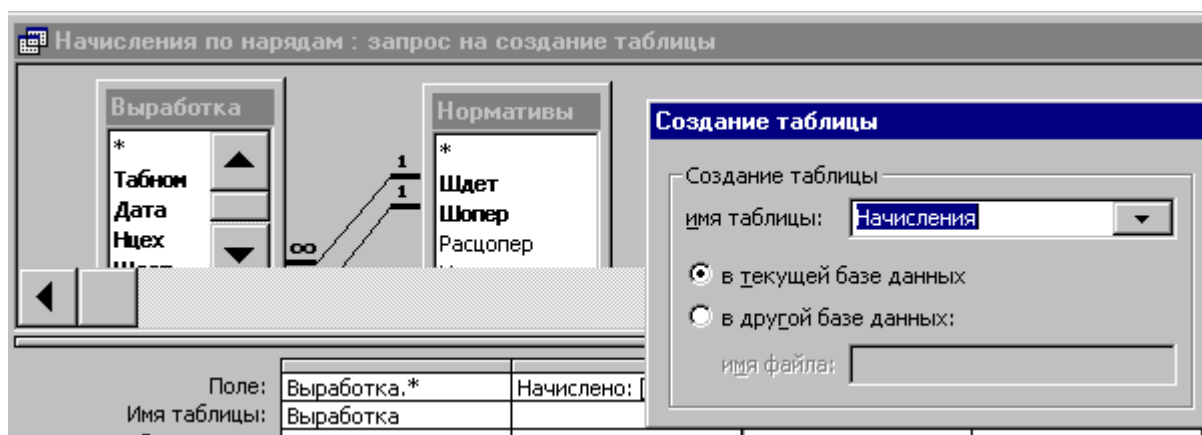 Начисления по нарядам : запрос на создание таблицы
Выработка
*
Табном
Дата
Нцех
∞
1
1
Нормативы
*
Шдет
Шопер
Расцопер
Создание таблицы
Создание таблицы
имя таблицы: Начисления
в текущей базе данных
в другой базе данных:
имя файла:
Поле: Выработка.* Начислено: [
Имя таблицы: Выработка